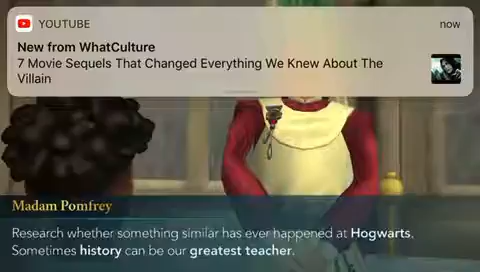 YOUTUBE
now
New from WhatCulture
7 Movie Sequels That Changed Everything We Knew About The
Villain
Madam Pomfrey
Research whether something similar has ever happened at Hogwarts.
Sometimes history can be our greatest teacher.